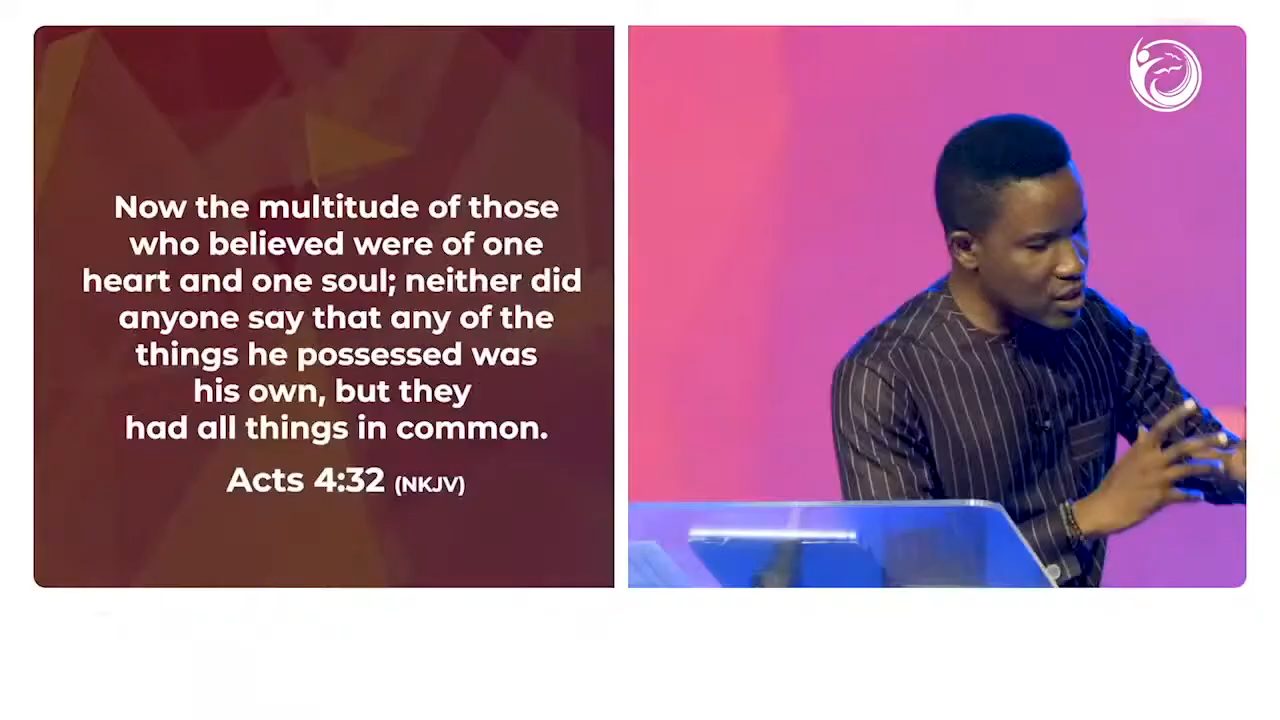 Now the multitude of those
who believed were of one
heart and one soul; neither did
anyone say that any of the
things he possessed was
his own, but they
had all things in common.
Acts 4:32 (NKJV)